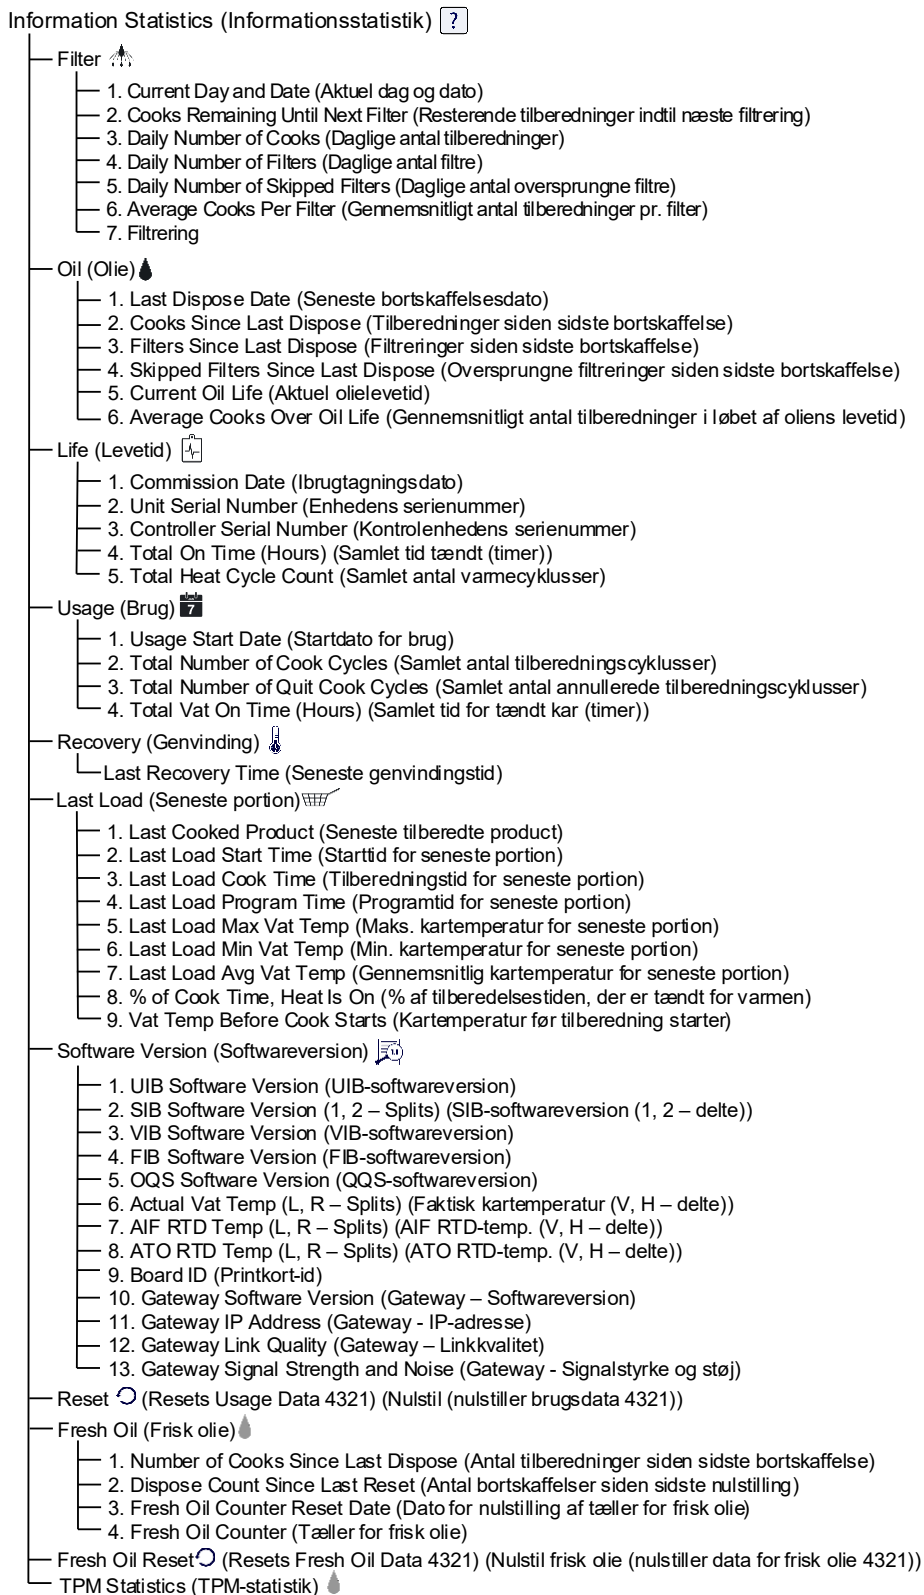 Information Statistics (Informationsstatistik) ?
Filter
1. Current Day and Date (Aktuel dag og dato)
2. Cooks Remaining Until Next Filter (Resterende tilberedninger indtil næste filtrering)
3. Daily Number of Cooks (Daglige antal tilberedninger)
4. Daily Number of Filters (Daglige antal filtre)
5. Daily Number of Skipped Filters (Daglige antal oversprungne filtre)
6. Average Cooks Per Filter (Gennemsnitligt antal tilberedninger pr. filter)
7. Filtrering
Oil (Olie)
1. Last Dispose Date (Seneste bortskaffelsesdato)
2. Cooks Since Last Dispose (Tilberedninger siden sidste bortskaffelse)
3. Filters Since Last Dispose (Filtreringer siden sidste bortskaffelse)
4. Skipped Filters Since Last Dispose (Oversprungne filtreringer siden sidste bortskaffelse)
5. Current Oil Life (Aktuel olielevetid)
6. Average Cooks Over Oil Life (Gennemsnitligt antal tilberedninger i løbet af oliens levetid)
Life (Levetid)
1. Commission Date (Ibrugtagningsdato)
2. Unit Serial Number (Enhedens serienummer)
3. Controller Serial Number (Kontrolenhedens serienummer)
4. Total On Time (Hours) (Samlet tid tændt (timer))
5. Total Heat Cycle Count (Samlet antal varmecyklusser)
Usage (Brug) 7
1. Usage Start Date (Startdato for brug)
2. Total Number of Cook Cycles (Samlet antal tilberedningscyklusser)
3. Total Number of Quit Cook Cycles (Samlet antal annullerede tilberedningscyklusser)
4. Total Vat On Time (Hours) (Samlet tid for tændt kar (timer))
Recovery (Genvinding)
Last Recovery Time (Seneste genvindingstid)
Last Load (Seneste portion)
1. Last Cooked Product (Seneste tilberedte product)
2. Last Load Start Time (Starttid for seneste portion)
3. Last Load Cook Time (Tilberedningstid for seneste portion)
4. Last Load Program Time (Programtid for seneste portion)
5. Last Load Max Vat Temp (Maks. kartemperatur for seneste portion)
6. Last Load Min Vat Temp (Min. kartemperatur for seneste portion)
7. Last Load Avg Vat Temp (Gennemsnitlig kartemperatur for seneste portion)
8. % of Cook Time, Heat Is On (% af tilberedelsestiden, der er tændt for varmen)
9. Vat Temp Before Cook Starts (Kartemperatur før tilberedning starter)
Software Version (Softwareversion)
1. UIB Software Version (UIB-softwareversion)
2. SIB Software Version (1, 2 – Splits) (SIB-softwareversion (1, 2 – delte))
3. VIB Software Version (VIB-softwareversion)
4. FIB Software Version (FIB-softwareversion)
5. OQS Software Version (QQS-softwareversion)
6. Actual Vat Temp (L, R – Splits) (Faktisk kartemperatur (V, H – delte))
7. AIF RTD Temp (L, R – Splits) (AIF RTD-temp. (V, H – delte))
8. ATO RTD Temp (L, R – Splits) (ATO RTD-temp. (V, H – delte))
9. Board ID (Printkort-id)
10. Gateway Software Version (Gateway – Softwareversion)
11. Gateway IP Address (Gateway - IP-adresse)
12. Gateway Link Quality (Gateway – Linkkvalitet)
13. Gateway Signal Strength and Noise (Gateway - Signalstyrke og støj)
Reset (Resets Usage Data 4321) (Nulstil (nulstiller brugsdata 4321))
Fresh Oil (Frisk olie)
1. Number of Cooks Since Last Dispose (Antal tilberedninger siden sidste bortskaffelse)
2. Dispose Count Since Last Reset (Antal bortskaffelser siden sidste nulstilling)
3. Fresh Oil Counter Reset Date (Dato for nulstilling af tæller for frisk olie)
4. Fresh Oil Counter (Tæller for frisk olie)
Fresh Oil Reset (Resets Fresh Oil Data 4321) (Nulstil frisk olie (nulstiller data for frisk olie 4321))
TPM Statistics (TPM-statistik)